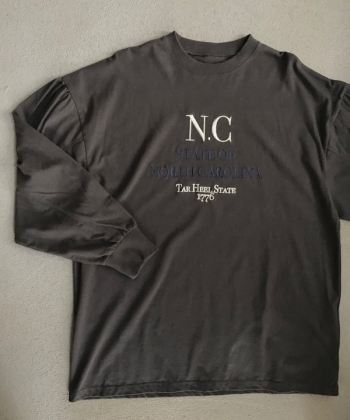 N.C
STATE OF
NORTH CAROLINA
TAR HEEL STATE
1776